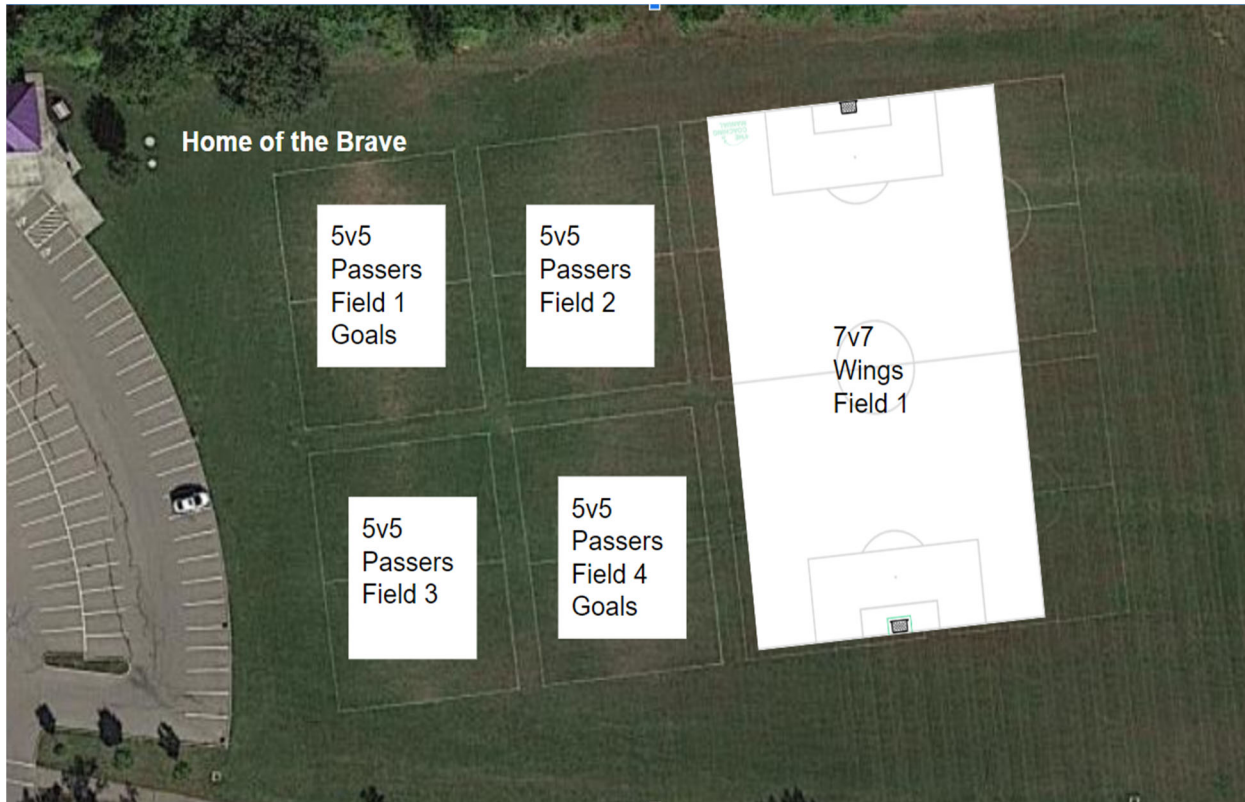 Home of the Brave
5v5
Passers
Field 1
Goals
5v5
Passers
Field 2
7v7
Wings
Field 1
5v5
Passers
Field 3
5v5
Passers
Field 4
Goals